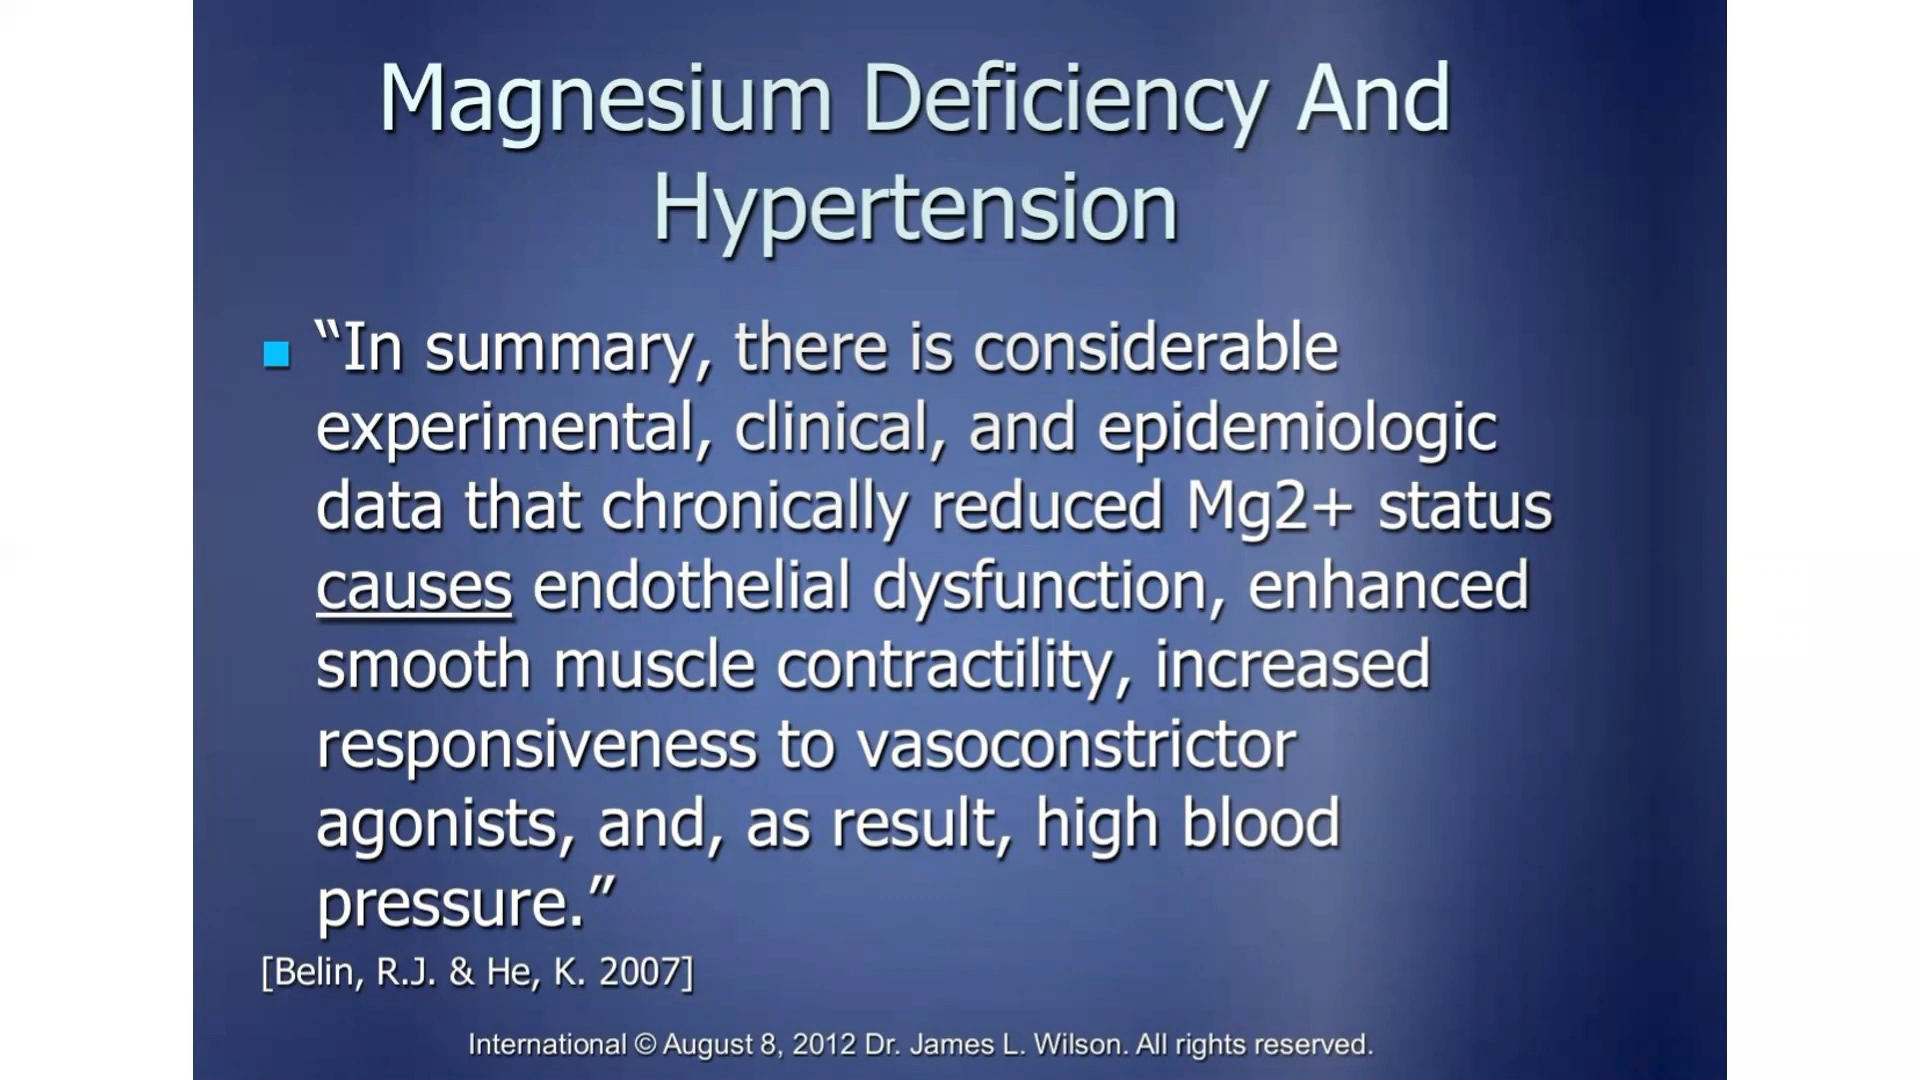 Magnesium Deficiency And
Hypertension
“In summary, there is considerable
experimental, clinical, and epidemiologic
data that chronically reduced Mg2+ status
causes endothelial dysfunction, enhanced
smooth muscle contractility, increased
responsiveness to vasoconstrictor
agonists, and, as result, high blood
pressure.”
[Belin, R.J. & He, K. 2007]
International © August 8, 2012 Dr. James L. Wilson. All rights reserved.